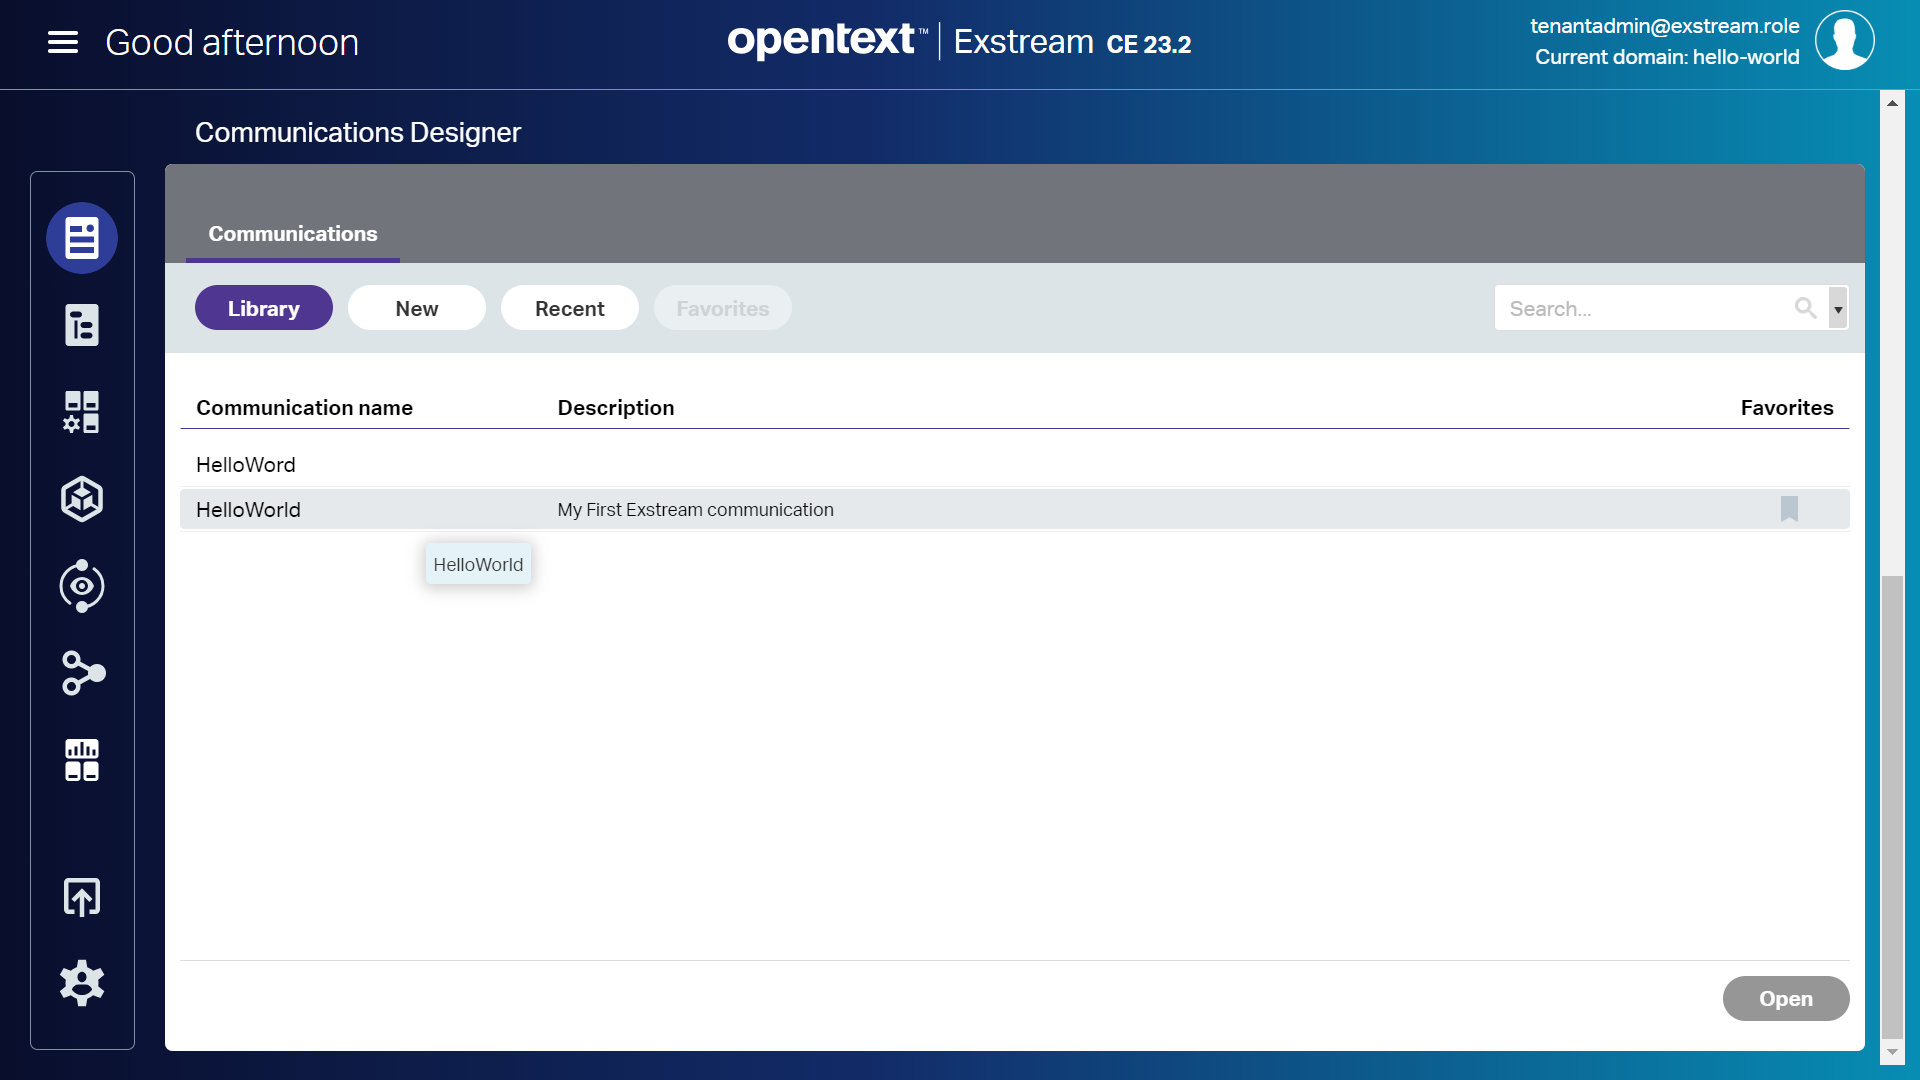 Good afternoon
opentext™ | Exstream CE 23.2
tenantadmin@exstream.role
Current domain: hello-world
Communications Designer
Communications
Library New Recent Favorites Search...
Communication name Description Favorites
HelloWord
HelloWorld My First Exstream communication
HelloWorld
Open